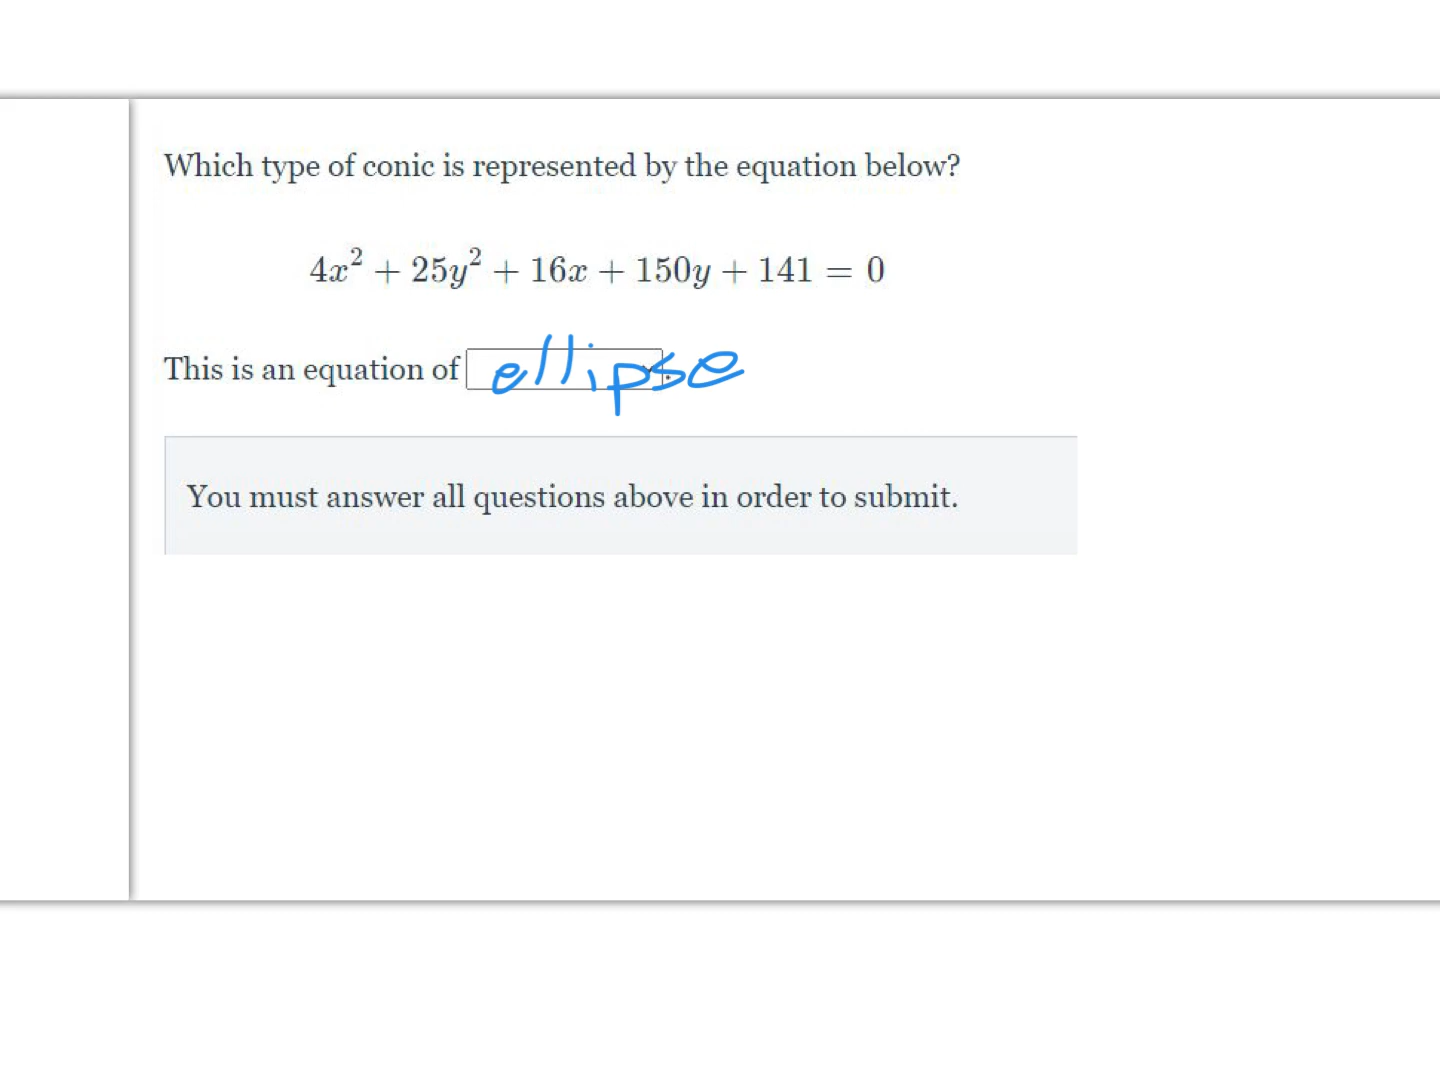 Which type of conic is represented by the equation below?
4x² + 25y² + 16x + 150y + 141 = 0
This is an equation of ellipse.
You must answer all questions above in order to submit.